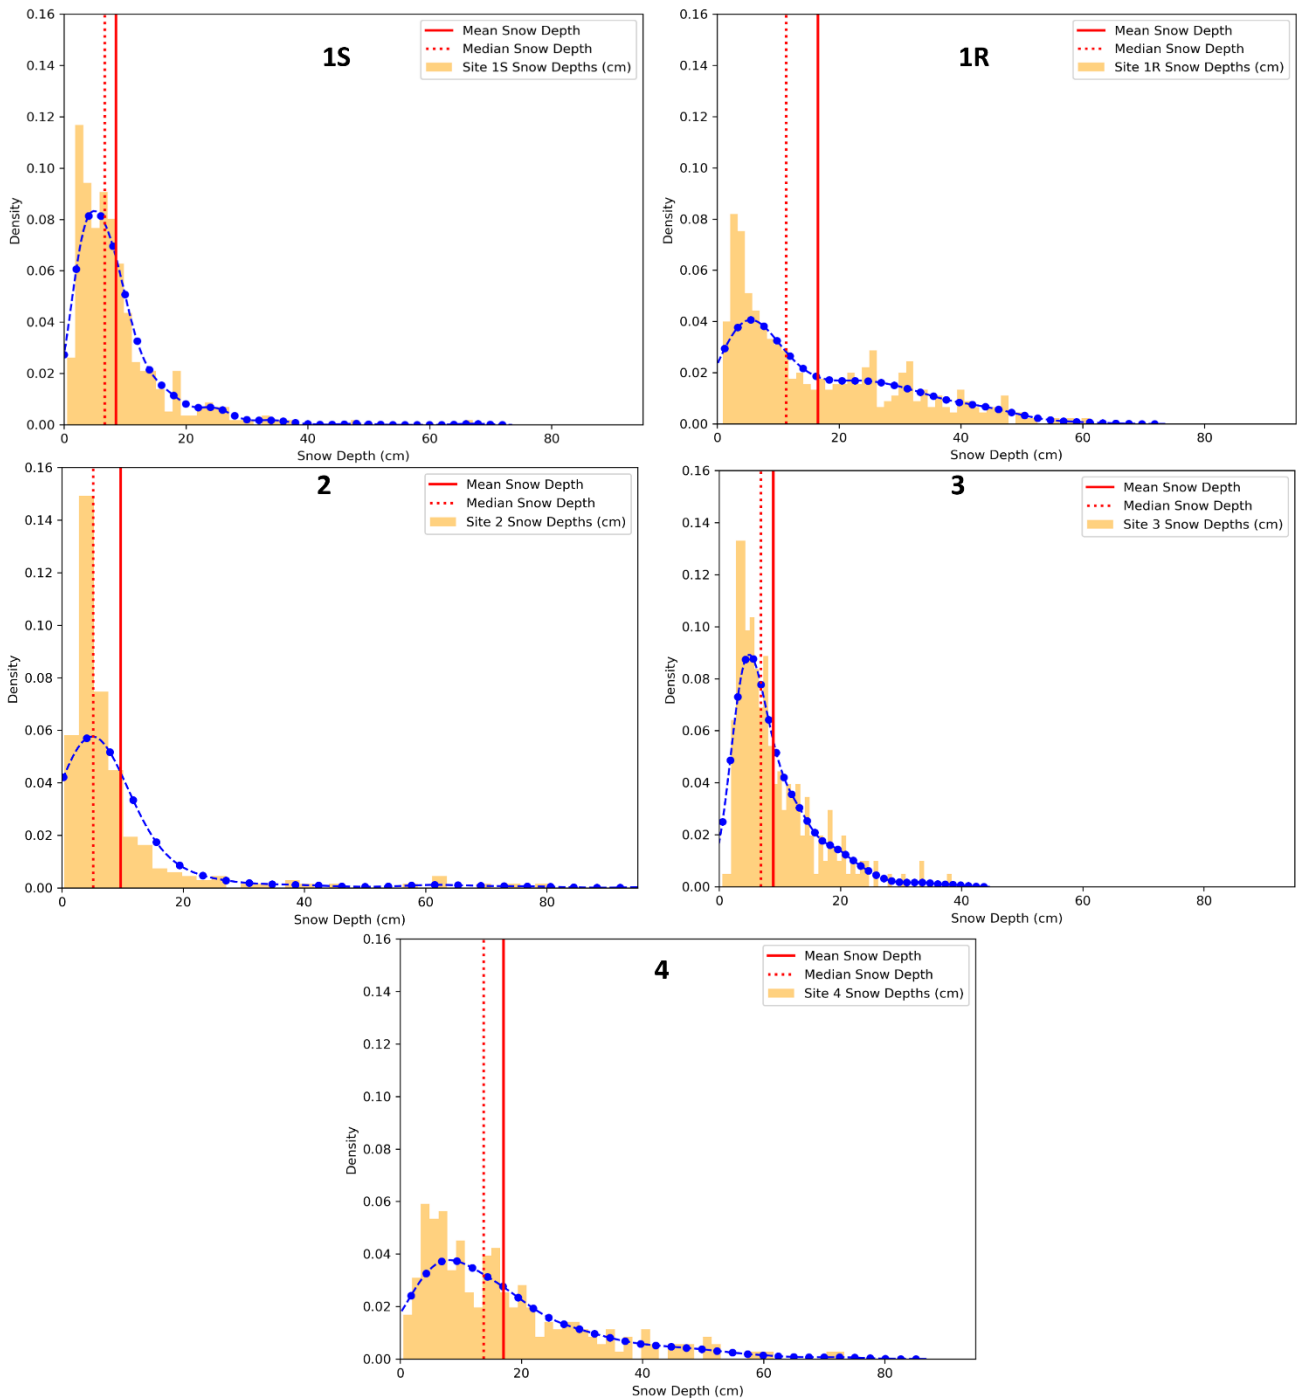 1S
Mean Snow Depth
Median Snow Depth
Site 1S Snow Depths (cm)
Density
0.16
0.14
0.12
0.10
0.08
0.06
0.04
0.02
0.00
0 20 40 60 80
Snow Depth (cm)
1R
Mean Snow Depth
Median Snow Depth
Site 1R Snow Depths (cm)
Density
0.16
0.14
0.12
0.10
0.08
0.06
0.04
0.02
0.00
0 20 40 60 80
Snow Depth (cm)
2
Mean Snow Depth
Median Snow Depth
Site 2 Snow Depths (cm)
Density
0.16
0.14
0.12
0.10
0.08
0.06
0.04
0.02
0.00
0 20 40 60 80
Snow Depth (cm)
3
Mean Snow Depth
Median Snow Depth
Site 3 Snow Depths (cm)
Density
0.16
0.14
0.12
0.10
0.08
0.06
0.04
0.02
0.00
0 20 40 60 80
Snow Depth (cm)
4
Mean Snow Depth
Median Snow Depth
Site 4 Snow Depths (cm)
Density
0.16
0.14
0.12
0.10
0.08
0.06
0.04
0.02
0.00
0 20 40 60 80
Snow Depth (cm)